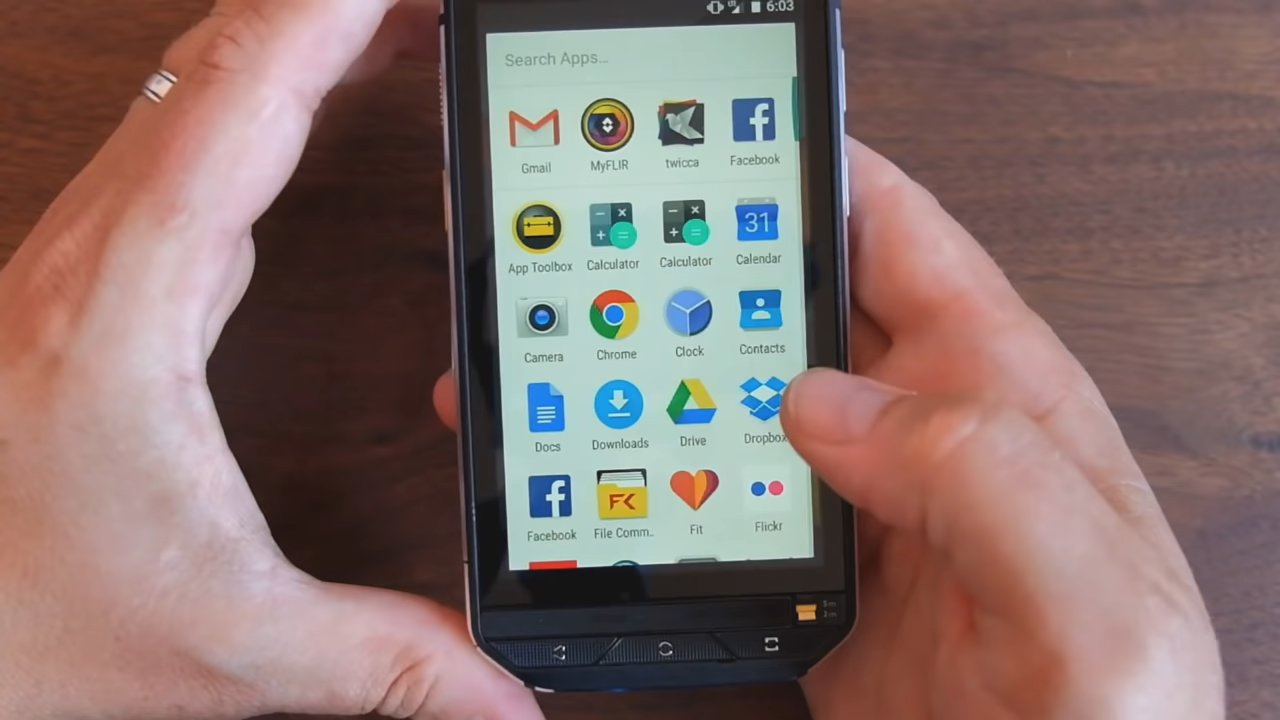 6:03
Search Apps…
Gmail MyFLIR twicca Facebook
App Toolbox Calculator Calculator 31 Calendar
Camera Chrome Clock Contacts
Docs Downloads Drive Dropbox
Facebook File Comm.. Fit Flickr